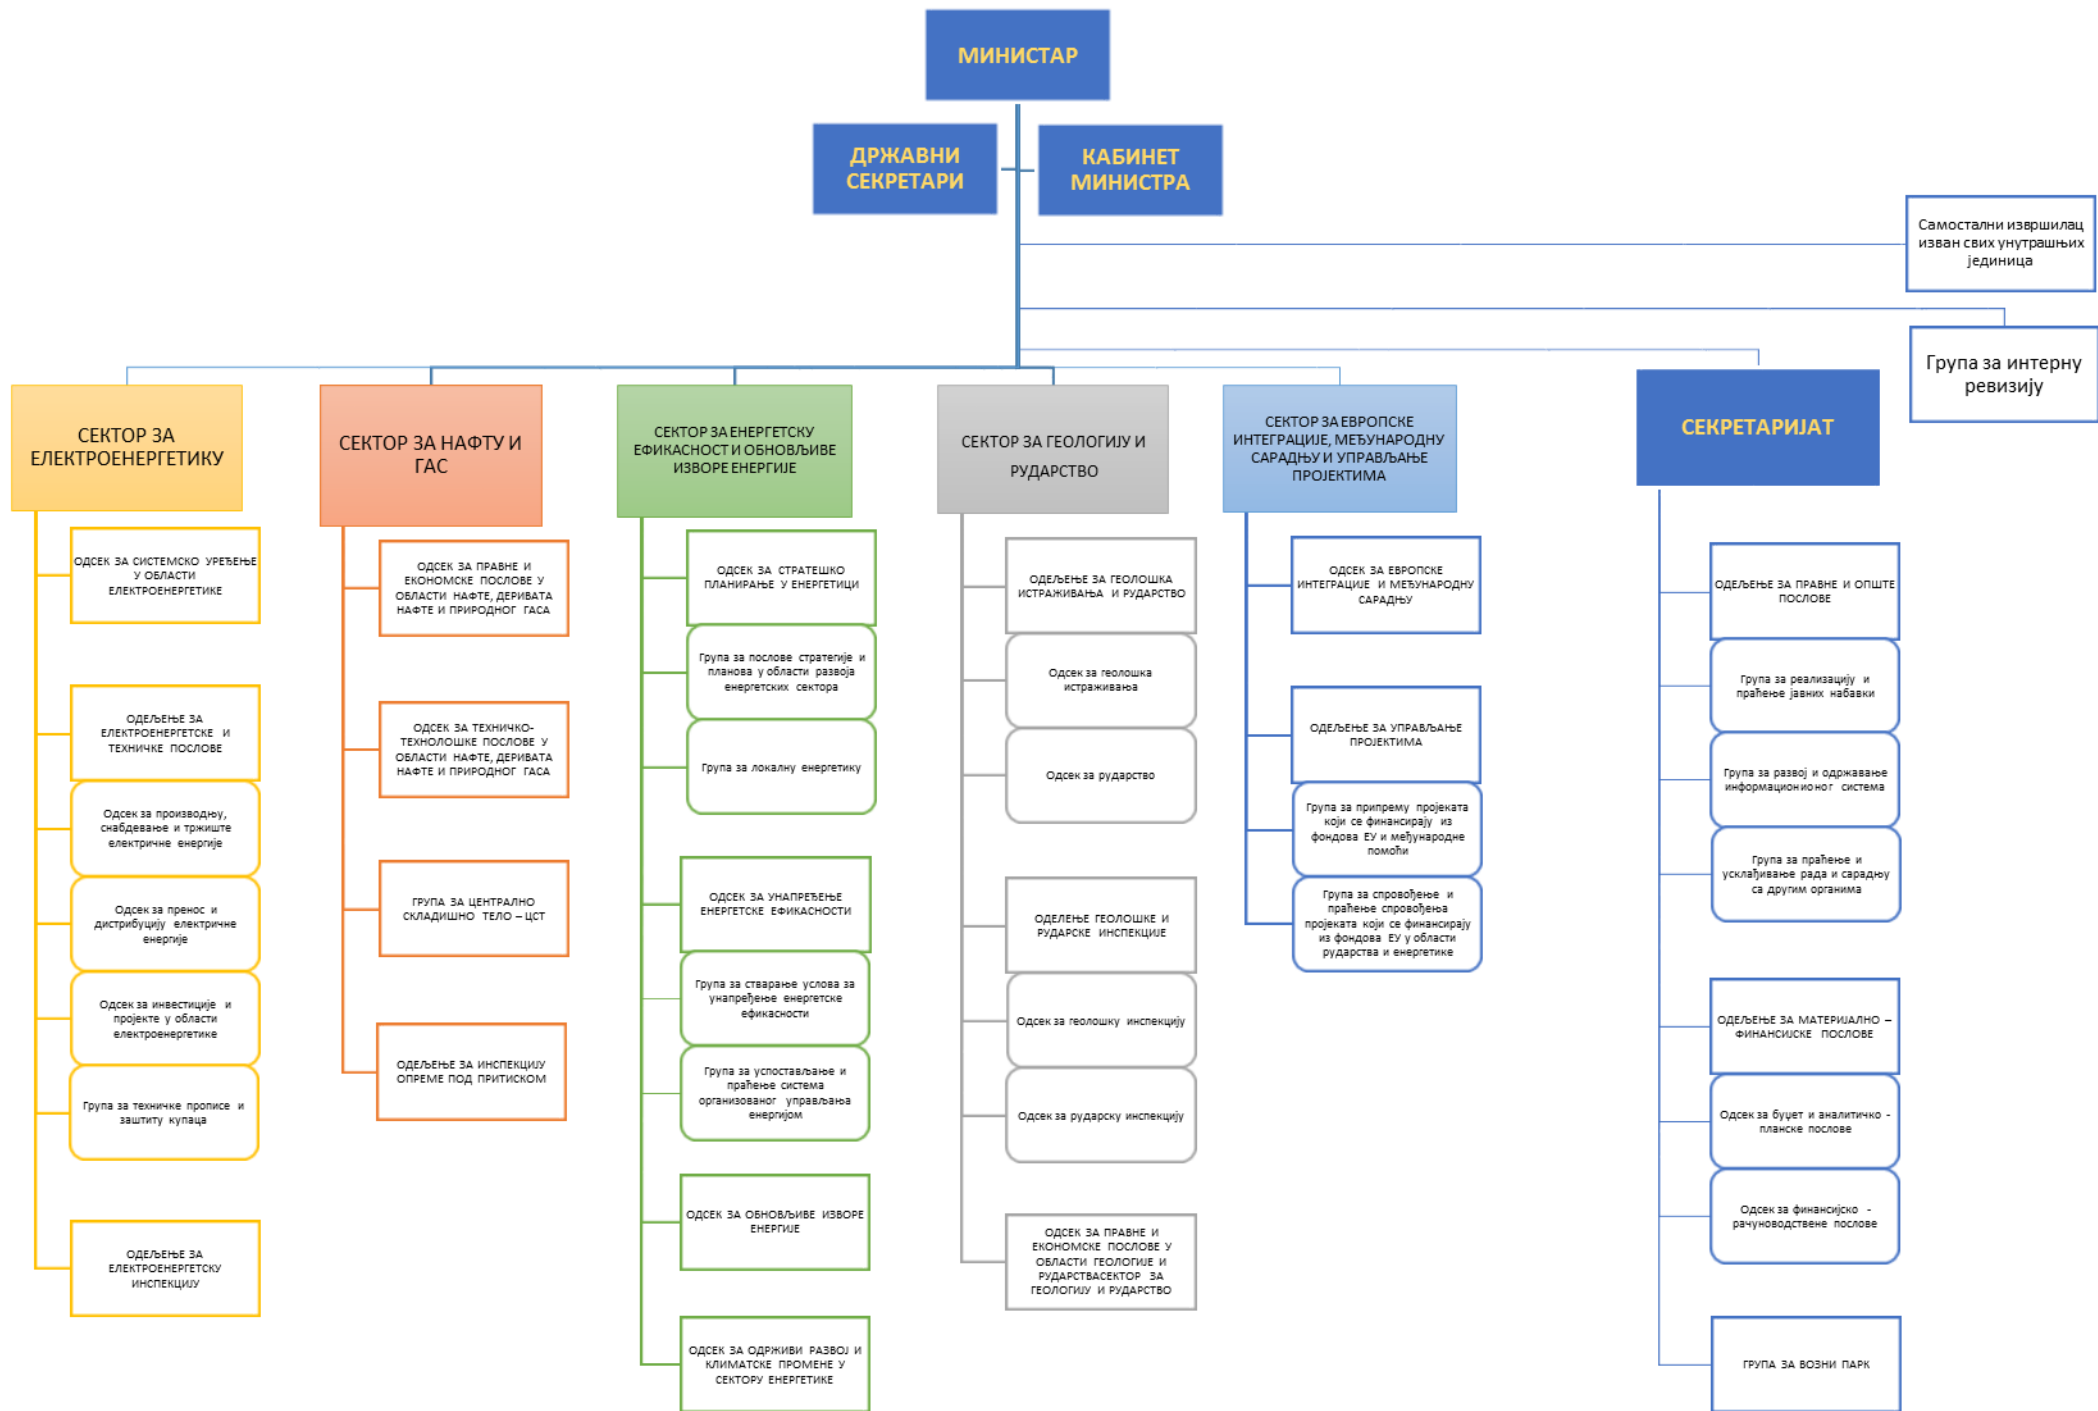 МИНИСТАР
ДРЖАВНИ
СЕКРЕТАРИ
КАБИНЕТ
МИНИСТРА
Самостални извршилац
изван свих унутрашњих
јединица
Група за интерну
ревизију
СЕКТОР ЗА
ЕЛЕКТРОЕНЕРГЕТИКУ
ОДСЕК ЗА СИСТЕМСКО УРЕЂЕЊЕ
У ОБЛАСТИ
ЕЛЕКТРОЕНЕРГЕТИКЕ
ОДЕЉЕЊЕ ЗА
ЕЛЕКТРОЕНЕРГЕТСКЕ И
ТЕХНИЧКЕ ПОСЛОВЕ
Одсек за производњу,
снабдевање и тржиште
електричне енергије
Одсек за пренос и
дистрибуцију електричне
енергије
Одсек за инвестиције и
пројекте у области
електроенергетике
Група за техничке прописе и
заштиту купаца
ОДЕЉЕЊЕ ЗА
ЕЛЕКТРОЕНЕРГЕТСКУ
ИНСПЕКЦИЈУ
СЕКТОР ЗА НАФТУ И
ГАС
ОДСЕК ЗА ПРАВНЕ И
ЕКОНОМСКЕ ПОСЛОВЕ У
ОБЛАСТИ НАФТЕ, ДЕРИВАТА
НАФТЕ И ПРИРОДНОГ ГАСА
ОДСЕК ЗА ТЕХНИЧКО-
ТЕХНОЛОШКЕ ПОСЛОВЕ У
ОБЛАСТИ НАФТЕ, ДЕРИВАТА
НАФТЕ И ПРИРОДНОГ ГАСА
ГРУПА ЗА ЦЕНТРАЛНО
СКЛАДИШНО ТЕЛО – ЦСТ
ОДЕЉЕЊЕ ЗА ИНСПЕКЦИЈУ
ОПРЕМЕ ПОД ПРИТИСКОМ
СЕКТОР ЗА ЕНЕРГЕТСКУ
ЕФИКАСНОСТ И ОБНОВЉИВЕ
ИЗВОРЕ ЕНЕРГИЈЕ
ОДСЕК ЗА СТРАТЕШКО
ПЛАНИРАЊЕ У ЕНЕРГЕТИЦИ
Група за послове стратегије и
планова у области развоја
енергетских сектора
Група за локалну енергетику
ОДСЕК ЗА УНАПРЕЂЕЊЕ
ЕНЕРГЕТСКЕ ЕФИКАСНОСТИ
Група за стварање услова за
унапређење енергетске
ефикасности
Група за успостављање и
праћење система
организованог управљања
енергијом
ОДСЕК ЗА ОБНОВЉИВЕ ИЗВОРЕ
ЕНЕРГИЈЕ
ОДСЕК ЗА ОДРЖИВИ РАЗВОЈ И
КЛИМАТСКЕ ПРОМЕНЕ У
СЕКТОРУ ЕНЕРГЕТИКЕ
СЕКТОР ЗА ГЕОЛОГИЈУ И
РУДАРСТВО
ОДЕЉЕЊЕ ЗА ГЕОЛОШКА
ИСТРАЖИВАЊА И РУДАРСТВО
Одсек за геолошка
истраживања
Одсек за рударство
ОДЕЛЕЊЕ ГЕОЛОШКЕ И
РУДАРСКЕ ИНСПЕКЦИЈЕ
Одсек за геолошку инспекцију
Одсек за рударску инспекцију
ОДСЕК ЗА ПРАВНЕ И
ЕКОНОМСКЕ ПОСЛОВЕ У
ОБЛАСТИ ГЕОЛОГИЈЕ И
РУДАРСТВАСЕКТОР ЗА
ГЕОЛОГИЈУ И РУДАРСТВО
СЕКТОР ЗА ЕВРОПСКЕ
ИНТЕГРАЦИЈЕ, МЕЂУНАРОДНУ
САРАДЊУ И УПРАВЉАЊЕ
ПРОЈЕКТИМА
ОДСЕК ЗА ЕВРОПСКЕ
ИНТЕГРАЦИЈЕ И МЕЂУНАРОДНУ
САРАДЊУ
ОДЕЉЕЊЕ ЗА УПРАВЉАЊЕ
ПРОЈЕКТИМА
Група за припрему пројеката
који се финансирају из
фондова ЕУ и међународне
помоћи
Група за спровођење и
праћење спровођења
пројеката који се финансирају
из фондова ЕУ у области
рударства и енергетике
СЕКРЕТАРИЈАТ
ОДЕЉЕЊЕ ЗА ПРАВНЕ И ОПШТЕ
ПОСЛОВЕ
Група за реализацију и
праћење јавних набавки
Група за развој и одржавање
информационионог система
Група за праћење и
усклађивање рада и сарадњу
са другим органима
ОДЕЉЕЊЕ ЗА МАТЕРИЈАЛНО –
ФИНАНСИЈСКЕ ПОСЛОВЕ
Одсек за буџет и аналитичко -
планске послове
Одсек за финансијско -
рачуноводствене послове
ГРУПА ЗА ВОЗНИ ПАРК